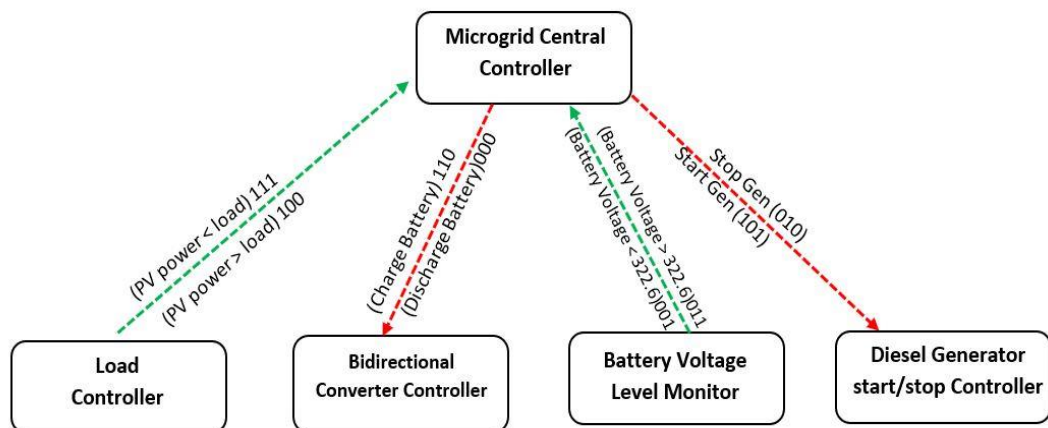 Microgrid Central
Controller
(PV power < load) 111
(PV power > load) 100
(Charge Battery) 110
(Discharge Battery)000
(Battery Voltage > 322.6)011
(Battery Voltage < 322.6)001
Stop Gen (010)
Start Gen (101)
Load
Controller
Bidirectional
Converter Controller
Battery Voltage
Level Monitor
Diesel Generator
start/stop Controller